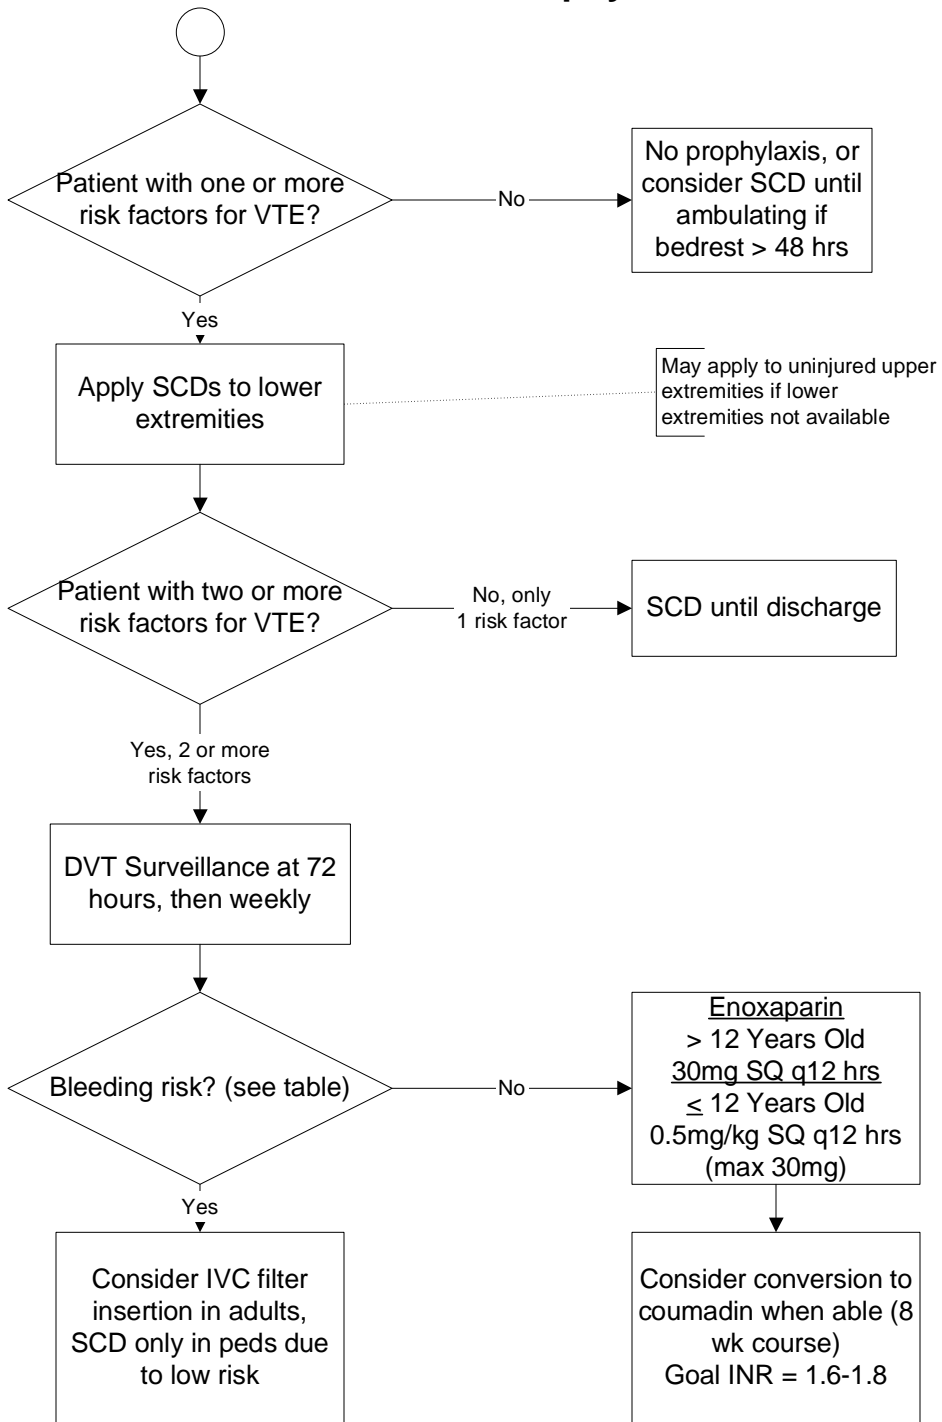 Patient with one or more
risk factors for VTE?
No
No prophylaxis, or
consider SCD until
ambulating if
bedrest > 48 hrs
Yes
Apply SCDs to lower
extremities
May apply to uninjured upper
extremities if lower
extremities not available
Patient with two or more
risk factors for VTE?
No, only
1 risk factor
SCD until discharge
Yes, 2 or more
risk factors
DVT Surveillance at 72
hours, then weekly
Bleeding risk? (see table)
No
Enoxaparin
> 12 Years Old
30mg SQ q12 hrs
≤ 12 Years Old
0.5mg/kg SQ q12 hrs
(max 30mg)
Yes
Consider IVC filter
insertion in adults,
SCD only in peds due
to low risk
Consider conversion to
coumadin when able (8
wk course)
Goal INR = 1.6-1.8